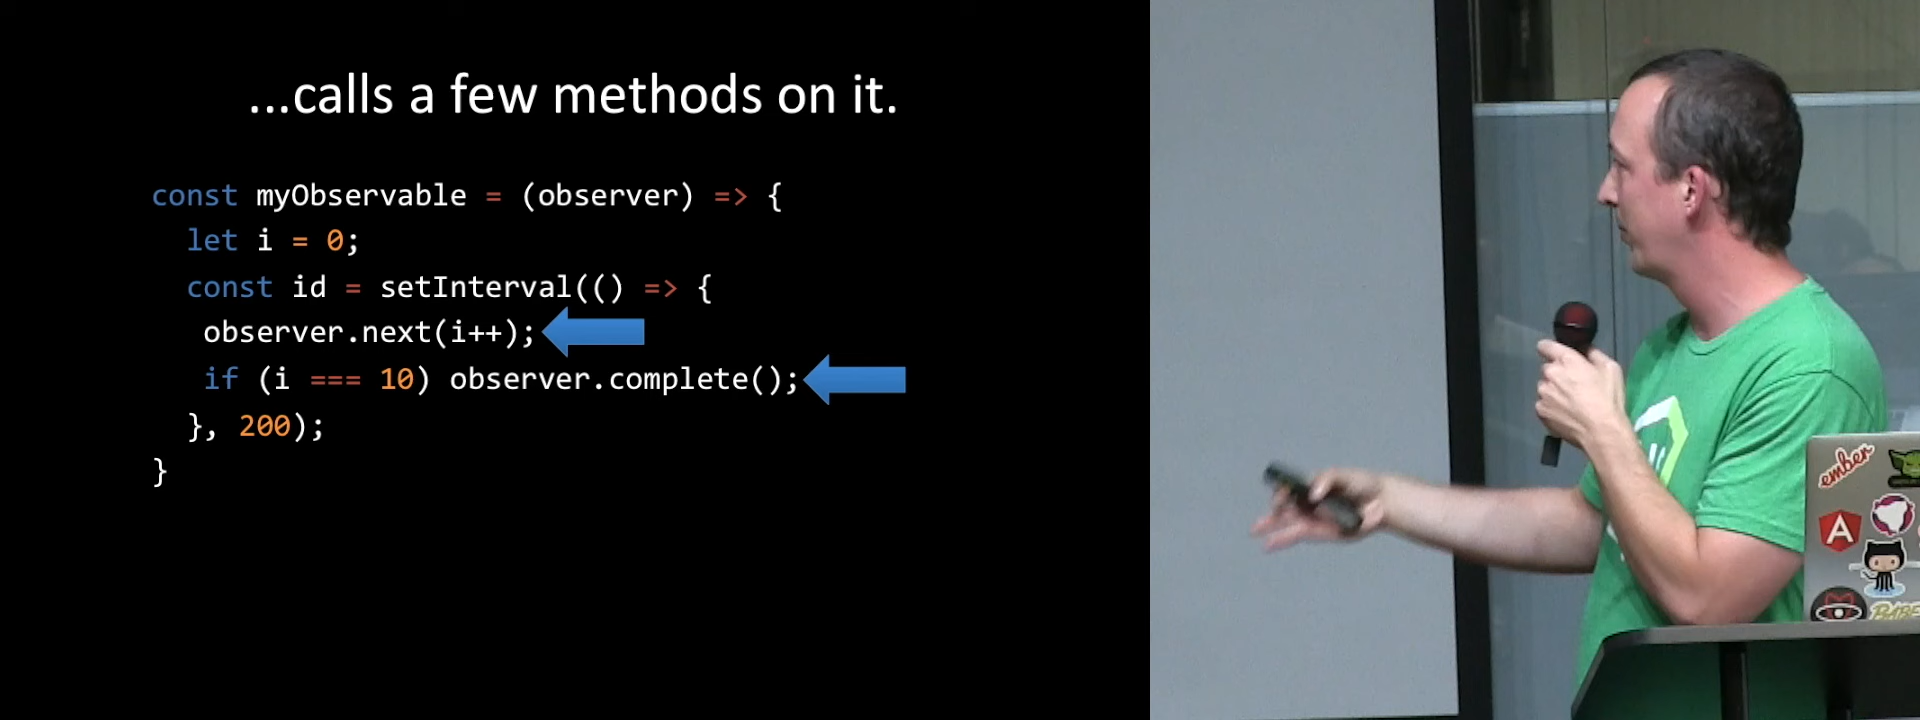 ...calls a few methods on it.
const myObservable = (observer) => {
let i = 0;
const id = setInterval(() => {
observer.next(i++);
if (i === 10) observer.complete();
}, 200);
}
ember
A